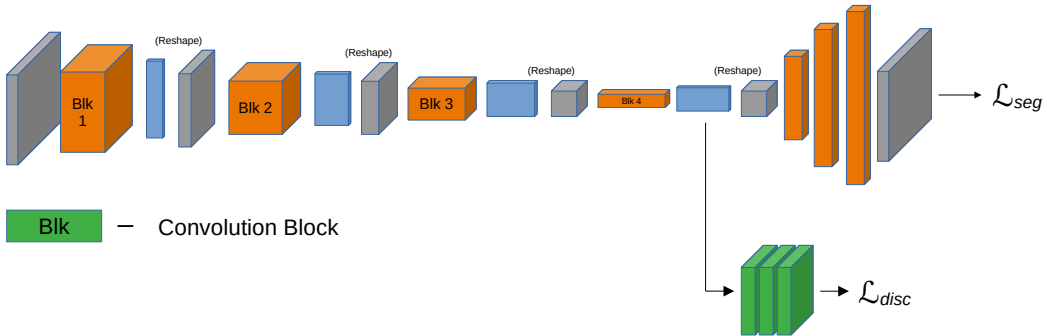 (Reshape)
(Reshape)
(Reshape)
(Reshape)
Blk
1
Blk 2
Blk 3
Blk 4
ℒseg
Blk – Convolution Block
ℒdisc